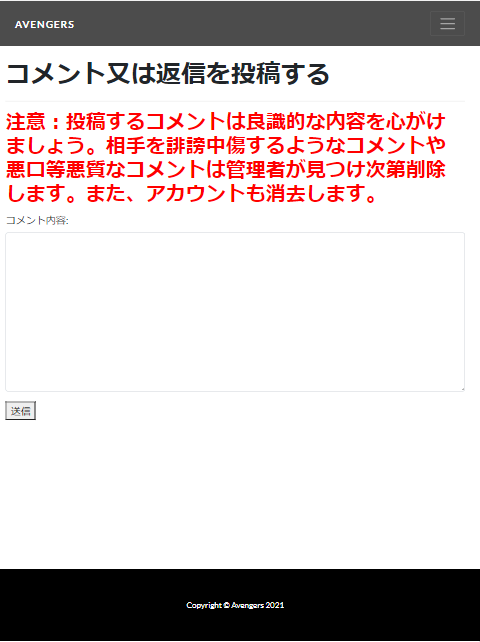 AVENGERS
コメント又は返信を投稿する
注意：投稿するコメントは良識的な内容を心がけ
ましょう。相手を誹謗中傷するようなコメントや
悪口等悪質なコメントは管理者が見つけ次第削除
します。また、アカウントも消去します。
コメント内容:
送信
Copyright © Avengers 2021